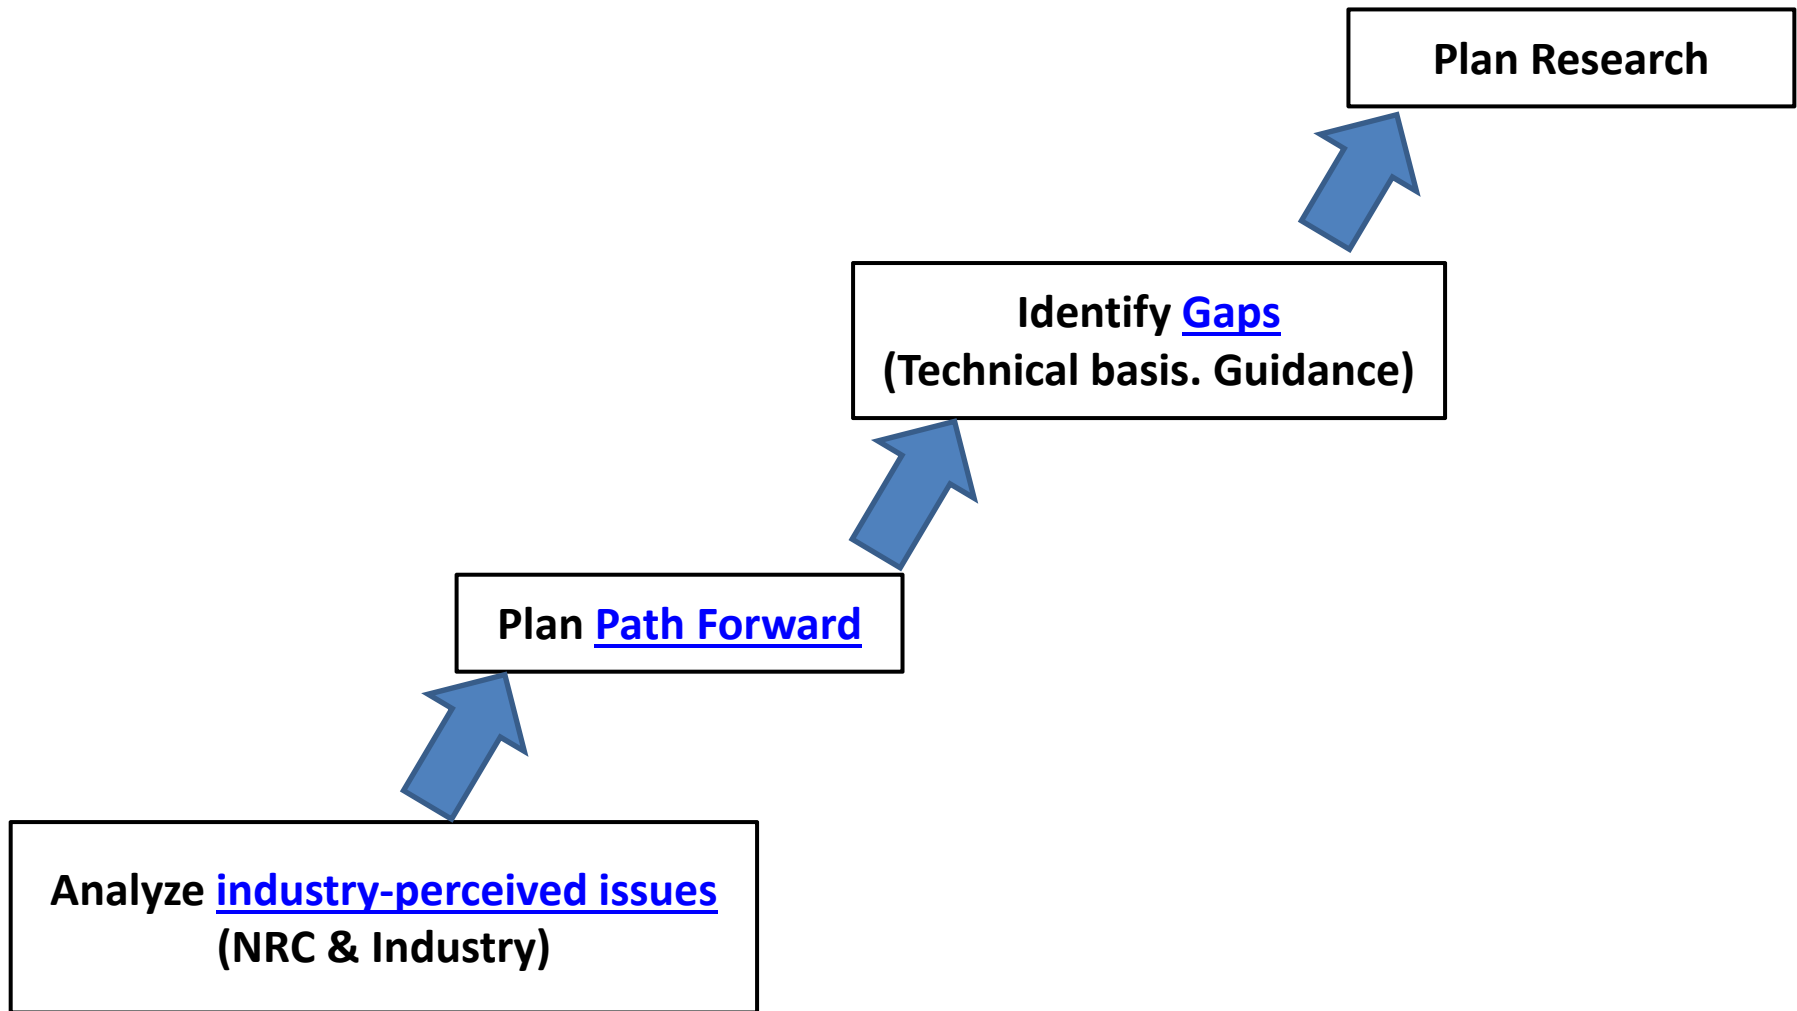 Plan Research
Identify Gaps
(Technical basis. Guidance)
Plan Path Forward
Analyze industry-perceived issues
(NRC & Industry)